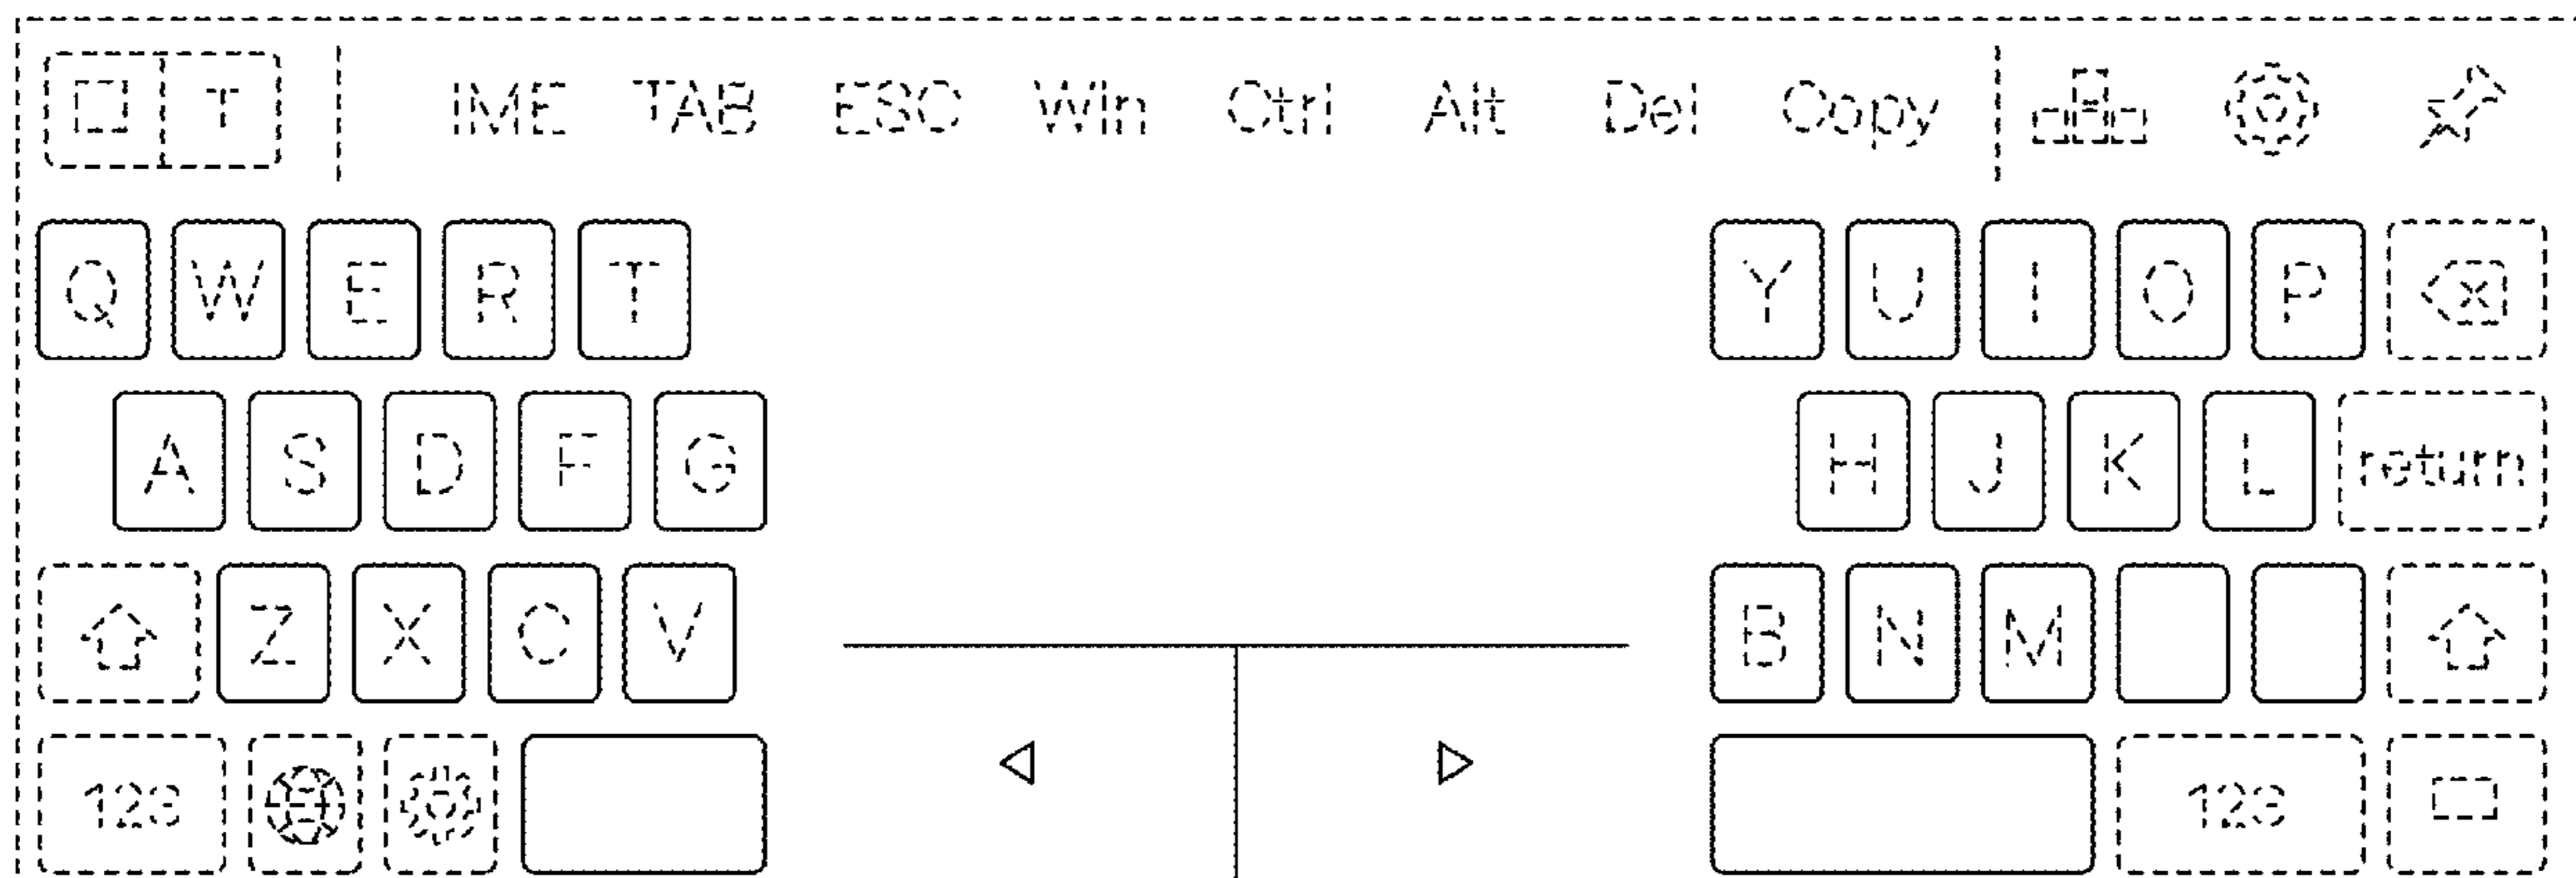 T IME TAB ESC Win Ctrl Alt Del Copy
Q W E R T Y U I O P
A S D F G H J K L return
Z X C V B N M
123 123